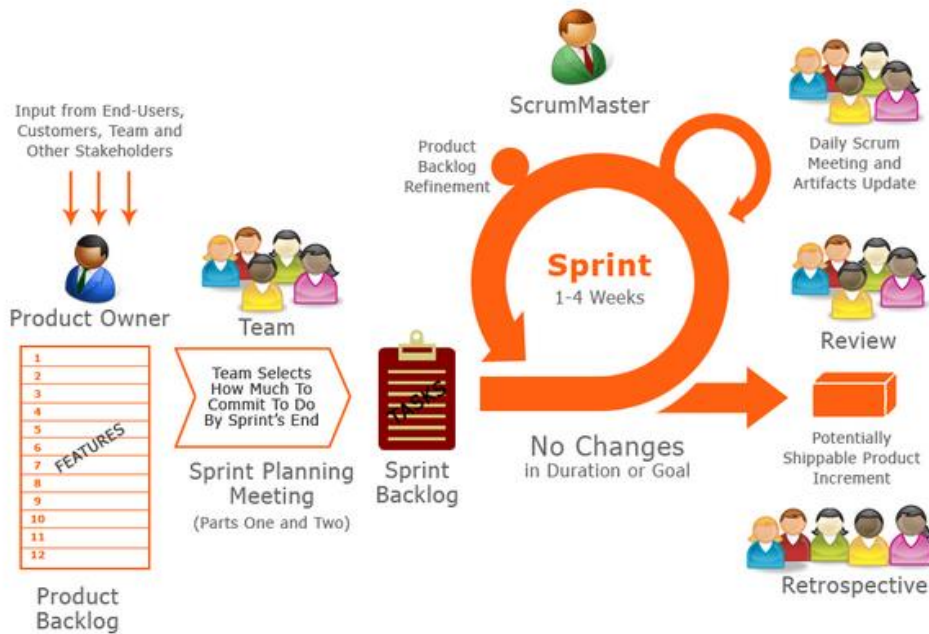 Input from End-Users,
Customers, Team and
Other Stakeholders
Product Owner
1
2
3
4
5
6
7
8
9
10
11
12
FEATURES
Product
Backlog
Team
Team Selects
How Much To
Commit To Do
By Sprint's End
Sprint Planning
Meeting
(Parts One and Two)
TASKS
Sprint
Backlog
ScrumMaster
Product
Backlog
Refinement
Sprint
1-4 Weeks
No Changes
in Duration or Goal
Daily Scrum
Meeting and
Artifacts Update
Review
Potentially
Shippable Product
Increment
Retrospective